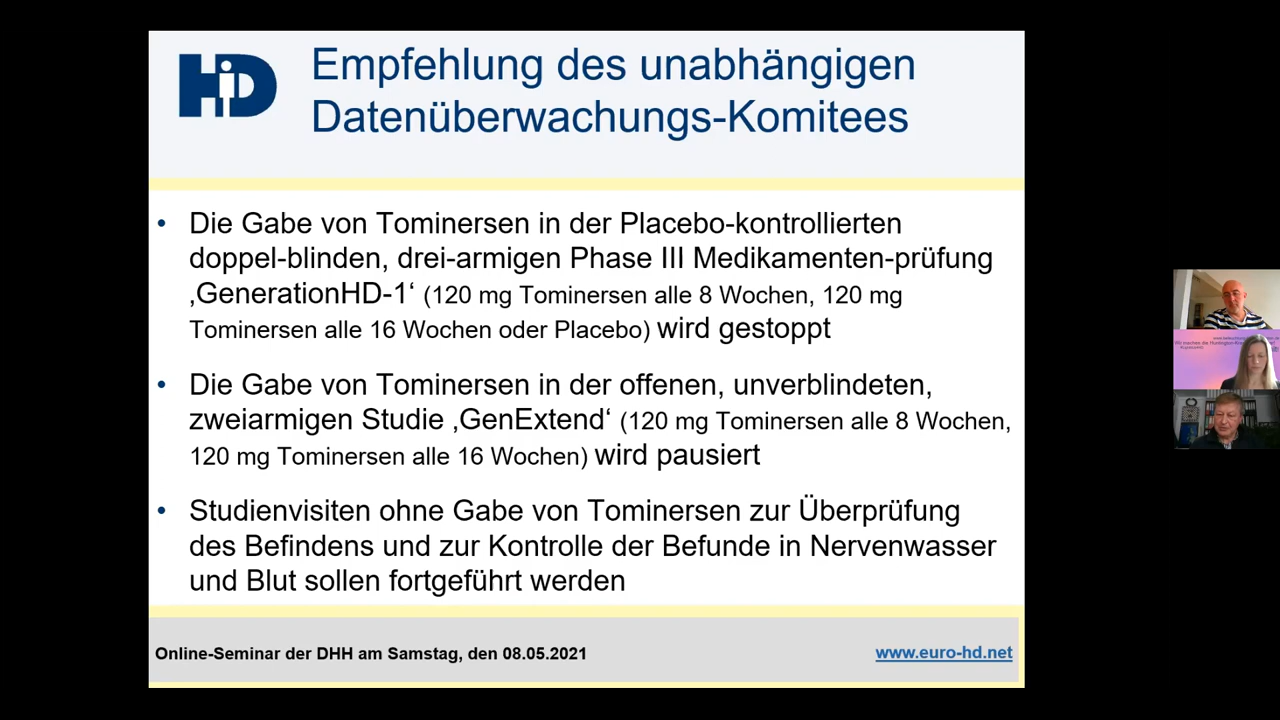 HD
Empfehlung des unabhängigen
Datenüberwachungs-Komitees
• Die Gabe von Tominersen in der Placebo-kontrollierten
doppel-blinden, drei-armigen Phase III Medikamenten-prüfung
‚GenerationHD-1‘ (120 mg Tominersen alle 8 Wochen, 120 mg
Tominersen alle 16 Wochen oder Placebo) wird gestoppt
• Die Gabe von Tominersen in der offenen, unverblindeten,
zweiarmigen Studie ‚GenExtend‘ (120 mg Tominersen alle 8 Wochen,
120 mg Tominersen alle 16 Wochen) wird pausiert
• Studienvisiten ohne Gabe von Tominersen zur Überprüfung
des Befindens und zur Kontrolle der Befunde in Nervenwasser
und Blut sollen fortgeführt werden
Online-Seminar der DHH am Samstag, den 08.05.2021
www.euro-hd.net